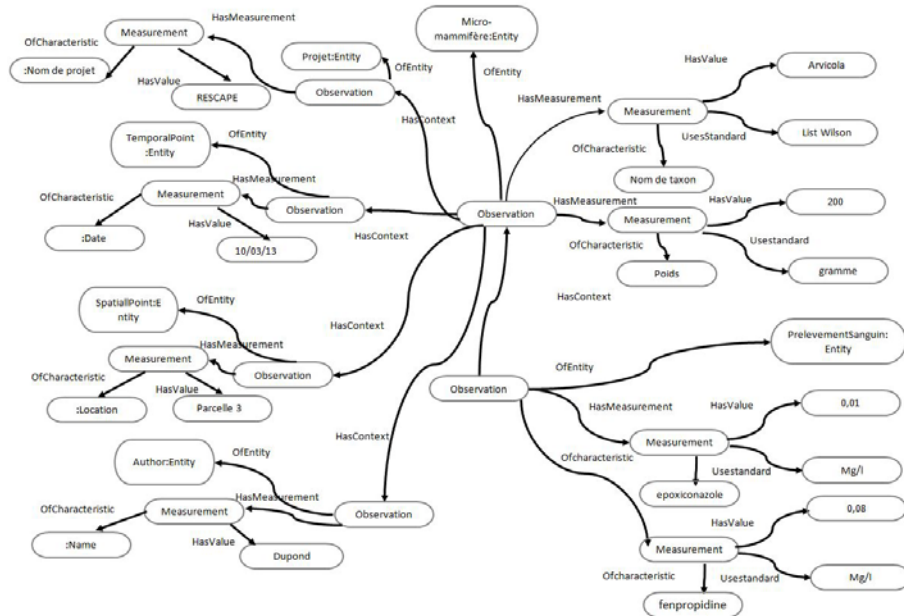 HasMeasurement
OfCharacteristic
Measurement
:Nom de projet
HasValue
RESCAPE
Projet:Entity
OfEntity
Observation
HasContext
Micro-
mammifère:Entity
OfEntity
HasMeasurement
HasValue
Arvicola
Measurement
UsesStandard
List Wilson
OfCharacteristic
Nom de taxon
TemporalPoint
:Entity
OfEntity
HasMeasurement
OfCharacteristic
Measurement
Observation
HasValue
:Date
10/03/13
HasContext
Observation
HasMeasurement
HasValue
200
Measurement
OfCharacteristic
Usestandard
Poids
gramme
HasContext
SpatialPoint:E
ntity
OfEntity
HasMeasurement
Measurement
Observation
OfCharacteristic
HasValue
:Location
Parcelle 3
HasContext
PrelevementSanguin:
Entity
OfEntity
Observation
HasMeasurement
HasValue
0,01
Measurement
Ofcharacteristic
Usestandard
Mg/l
epoxiconazole
Author:Entity
OfEntity
HasMeasurement
OfCharacteristic
Measurement
Observation
HasValue
:Name
Dupond
0,08
HasValue
Measurement
Ofcharacteristic
Usestandard
Mg/l
fenpropidine